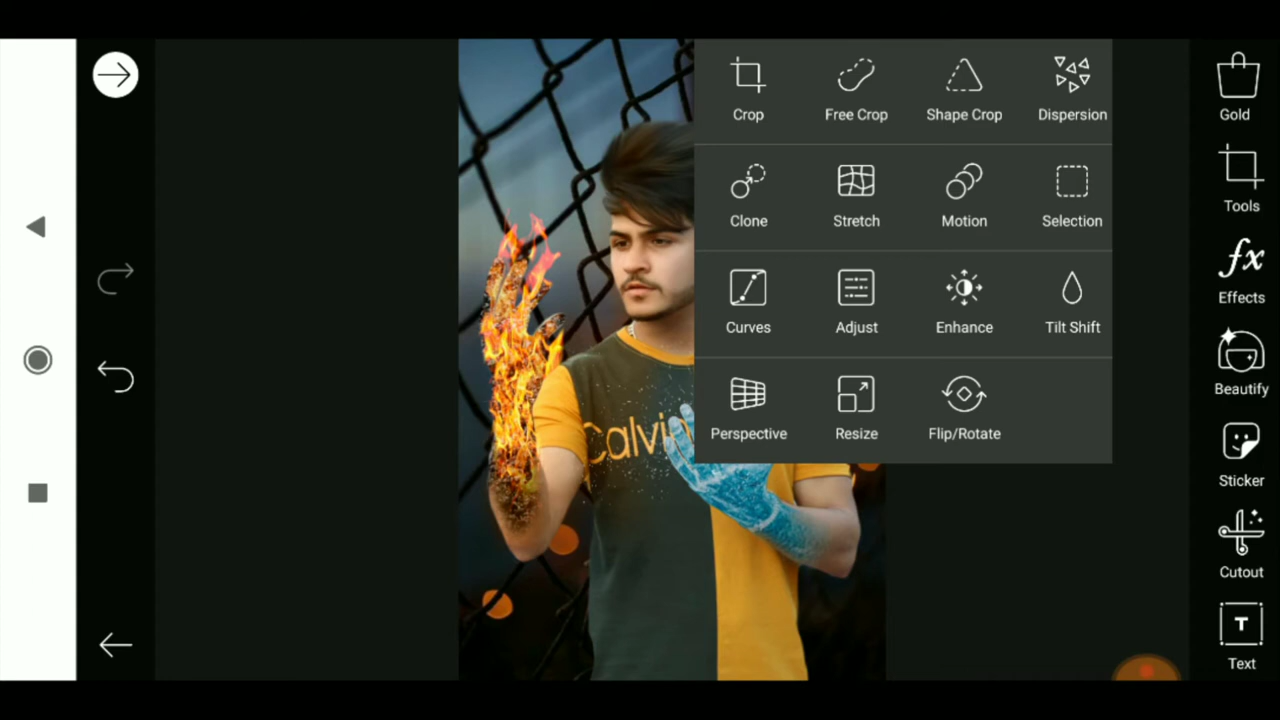 Crop
Free Crop
Shape Crop
Dispersion
Clone
Stretch
Motion
Selection
Curves
Adjust
Enhance
Tilt Shift
Perspective
Resize
Flip/Rotate
Gold
Tools
fx
Effects
Beautify
Sticker
Cutout
T
Text
Calvin